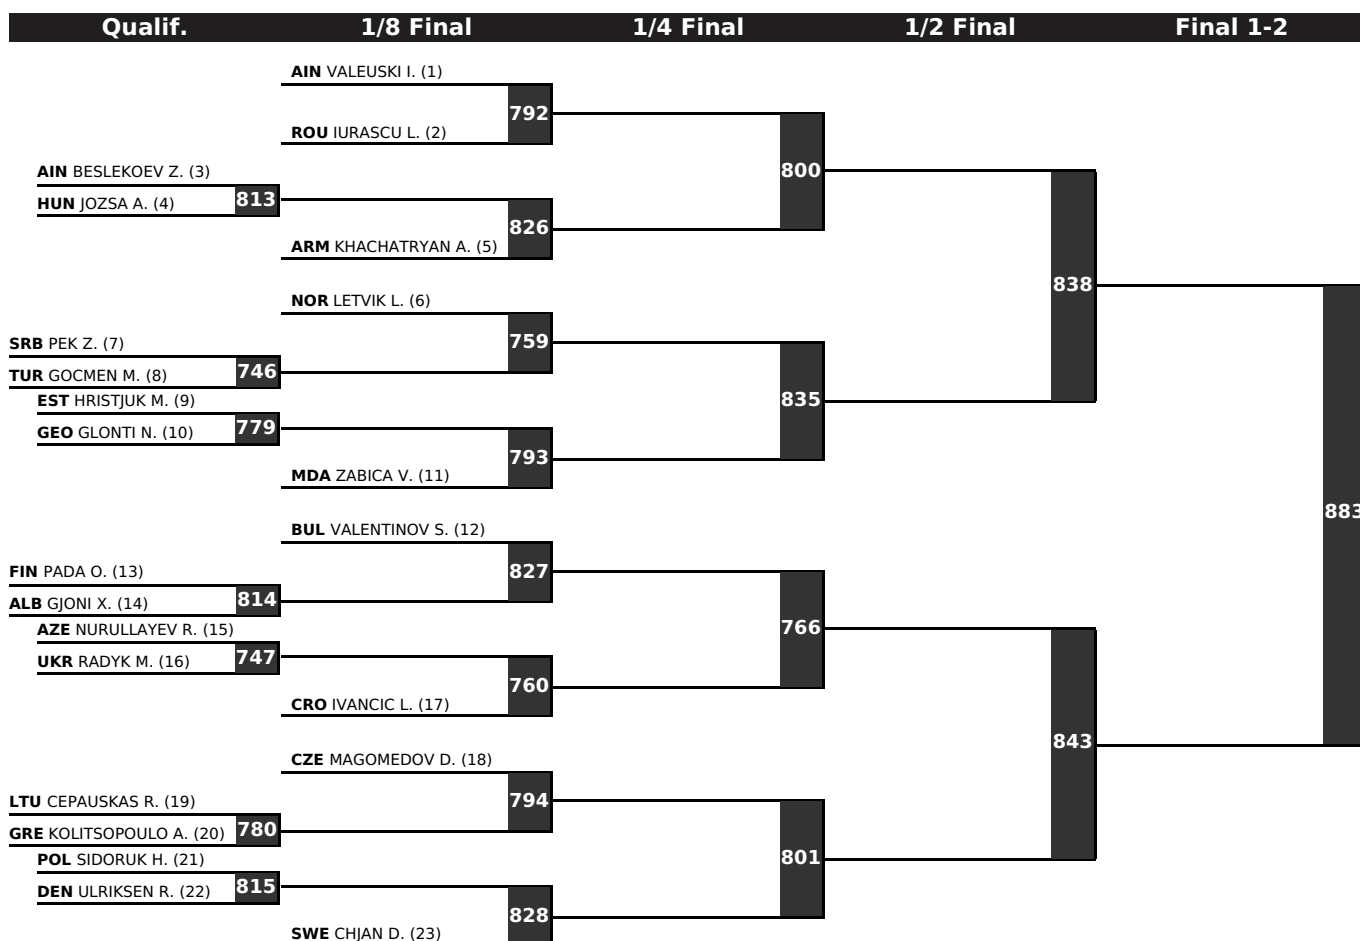 Qualif. 1/8 Final 1/4 Final 1/2 Final Final 1-2
AIN VALEUSKI I. (1)
792
ROU IURASCU L. (2)
AIN BESLEKOEV Z. (3)
800
HUN JOZSA A. (4) 813
826
ARM KHACHATRYAN A. (5)
838
NOR LETVIK L. (6)
SRB PEK Z. (7)
759
TUR GOCMEN M. (8) 746
EST HRISTJUK M. (9)
835
GEO GLONTI N. (10) 779
793
MDA ZABICA V. (11)
883
BUL VALENTINOV S. (12)
FIN PADA O. (13)
827
ALB GJONI X. (14) 814
AZE NURULLAYEV R. (15)
766
UKR RADYK M. (16) 747
760
CRO IVANCIC L. (17)
843
CZE MAGOMEDOV D. (18)
LTU CEPAUSKAS R. (19)
794
GRE KOLITSOPOULO A. (20) 780
POL SIDORUK H. (21)
801
DEN ULRIKSEN R. (22) 815
828
SWE CHJAN D. (23)